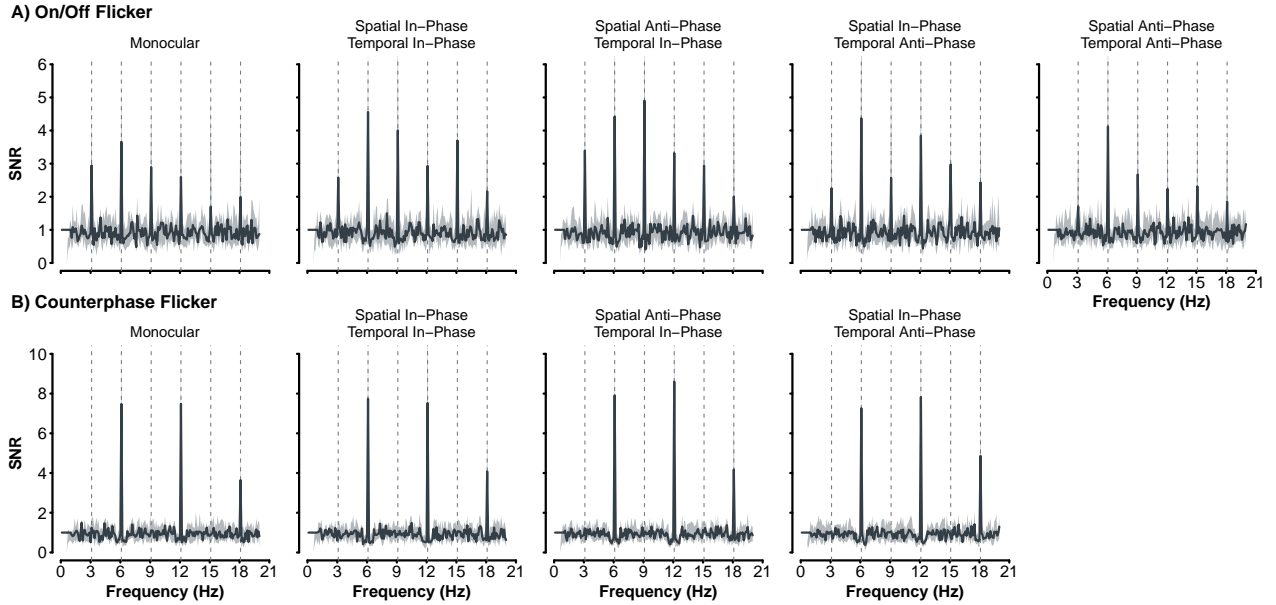 A) On/Off Flicker
Monocular
Spatial In−Phase
Temporal In−Phase
Spatial Anti−Phase
Temporal In−Phase
Spatial In−Phase
Temporal Anti−Phase
Spatial Anti−Phase
Temporal Anti−Phase
SNR
6
5
4
3
2
1
0
0 3 6 9 12 15 18 21
Frequency (Hz)
B) Counterphase Flicker
Monocular
Spatial In−Phase
Temporal In−Phase
Spatial Anti−Phase
Temporal In−Phase
Spatial In−Phase
Temporal Anti−Phase
SNR
10
8
6
4
2
0
0 3 6 9 12 15 18 21
0 3 6 9 12 15 18 21
0 3 6 9 12 15 18 21
0 3 6 9 12 15 18 21
Frequency (Hz)
Frequency (Hz)
Frequency (Hz)
Frequency (Hz)